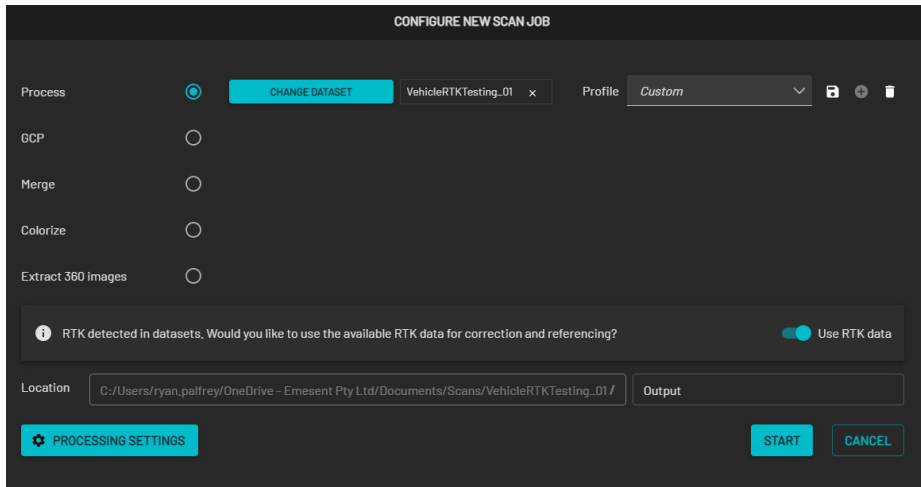 CONFIGURE NEW SCAN JOB
Process CHANGE DATASET VehicleRTKTesting_01 × Profile Custom
GCP
Merge
Colorize
Extract 360 images
RTK detected in datasets. Would you like to use the available RTK data for correction and referencing? Use RTK data
Location C:/Users/ryan.palfrey/OneDrive - Emesent Pty Ltd/Documents/Scans/VehicleRTKTesting_01/ Output
PROCESSING SETTINGS START CANCEL